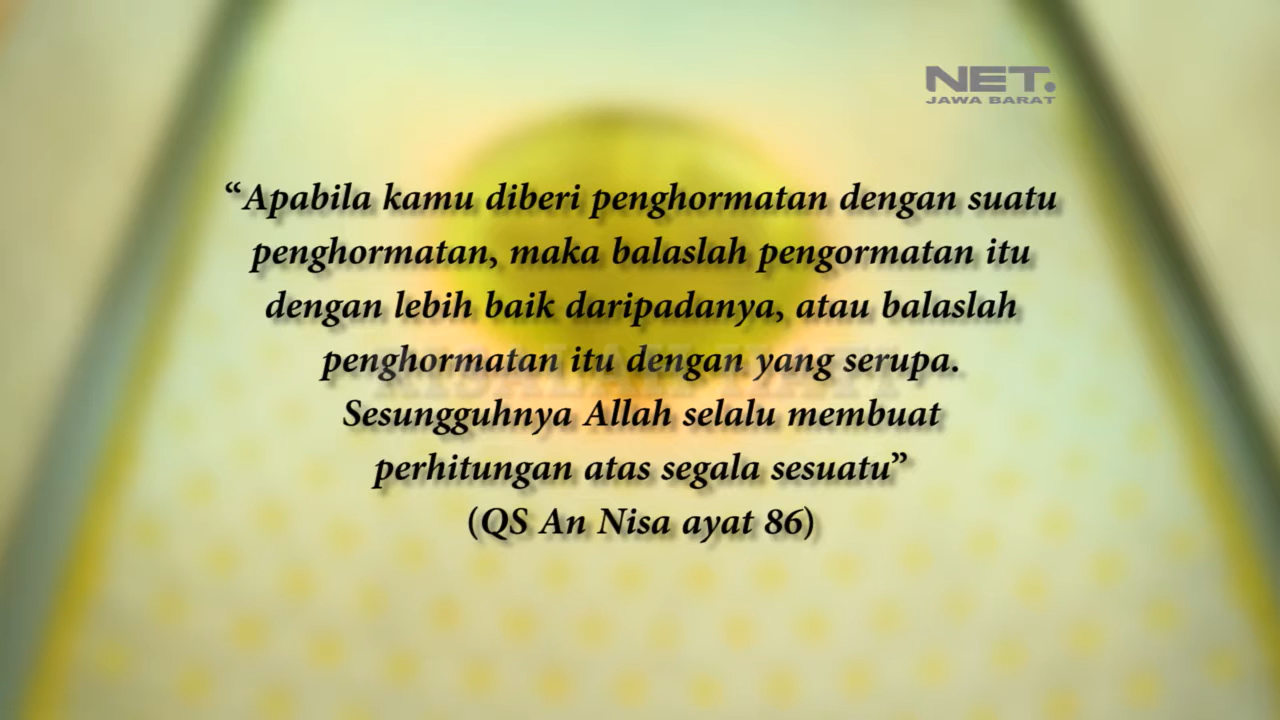 NET.
JAWA BARAT
“Apabila kamu diberi penghormatan dengan suatu
penghormatan, maka balaslah pengormatan itu
dengan lebih baik daripadanya, atau balaslah
penghormatan itu dengan yang serupa.
Sesungguhnya Allah selalu membuat
perhitungan atas segala sesuatu”
(QS An Nisa ayat 86)